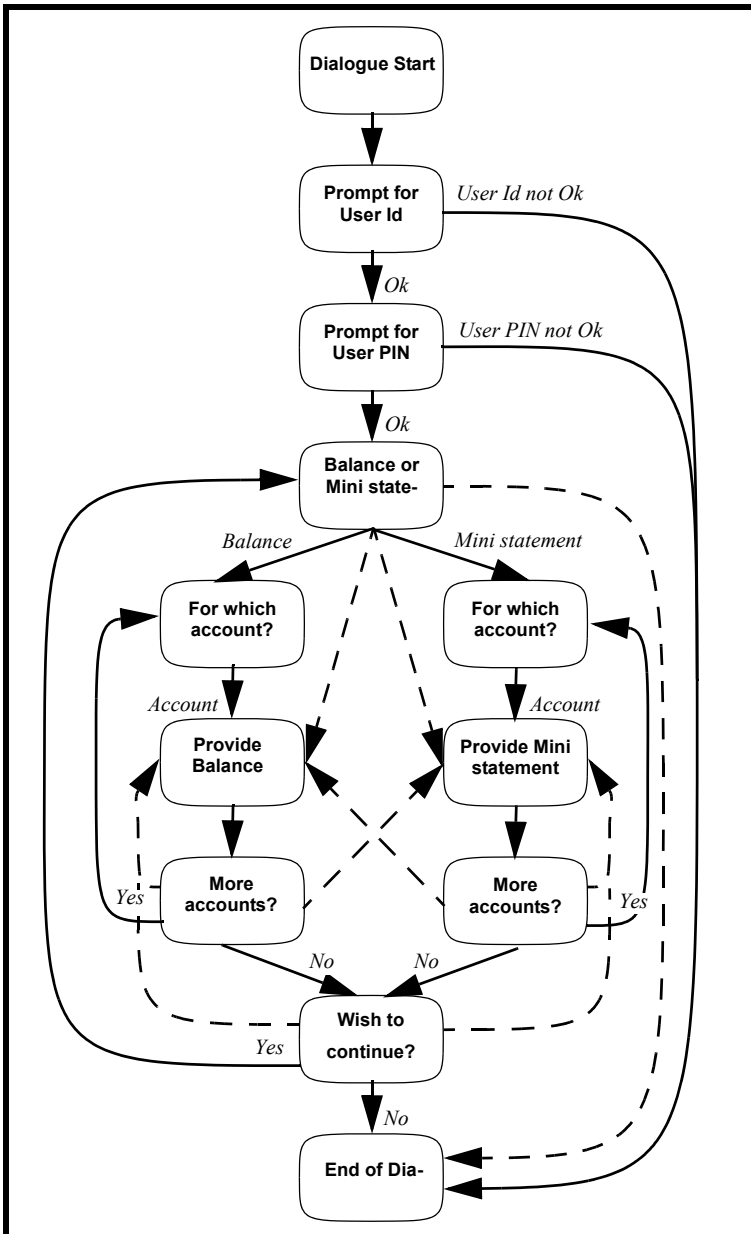 Dialogue Start
Prompt for
User Id
User Id not Ok
Ok
Prompt for
User PIN
User PIN not Ok
Ok
Balance or
Mini state-
Balance
Mini statement
For which
account?
For which
account?
Account
Account
Provide
Balance
Provide Mini
statement
More
accounts?
More
accounts?
Yes
Yes
No
No
Wish to
continue?
Yes
No
End of Dia-